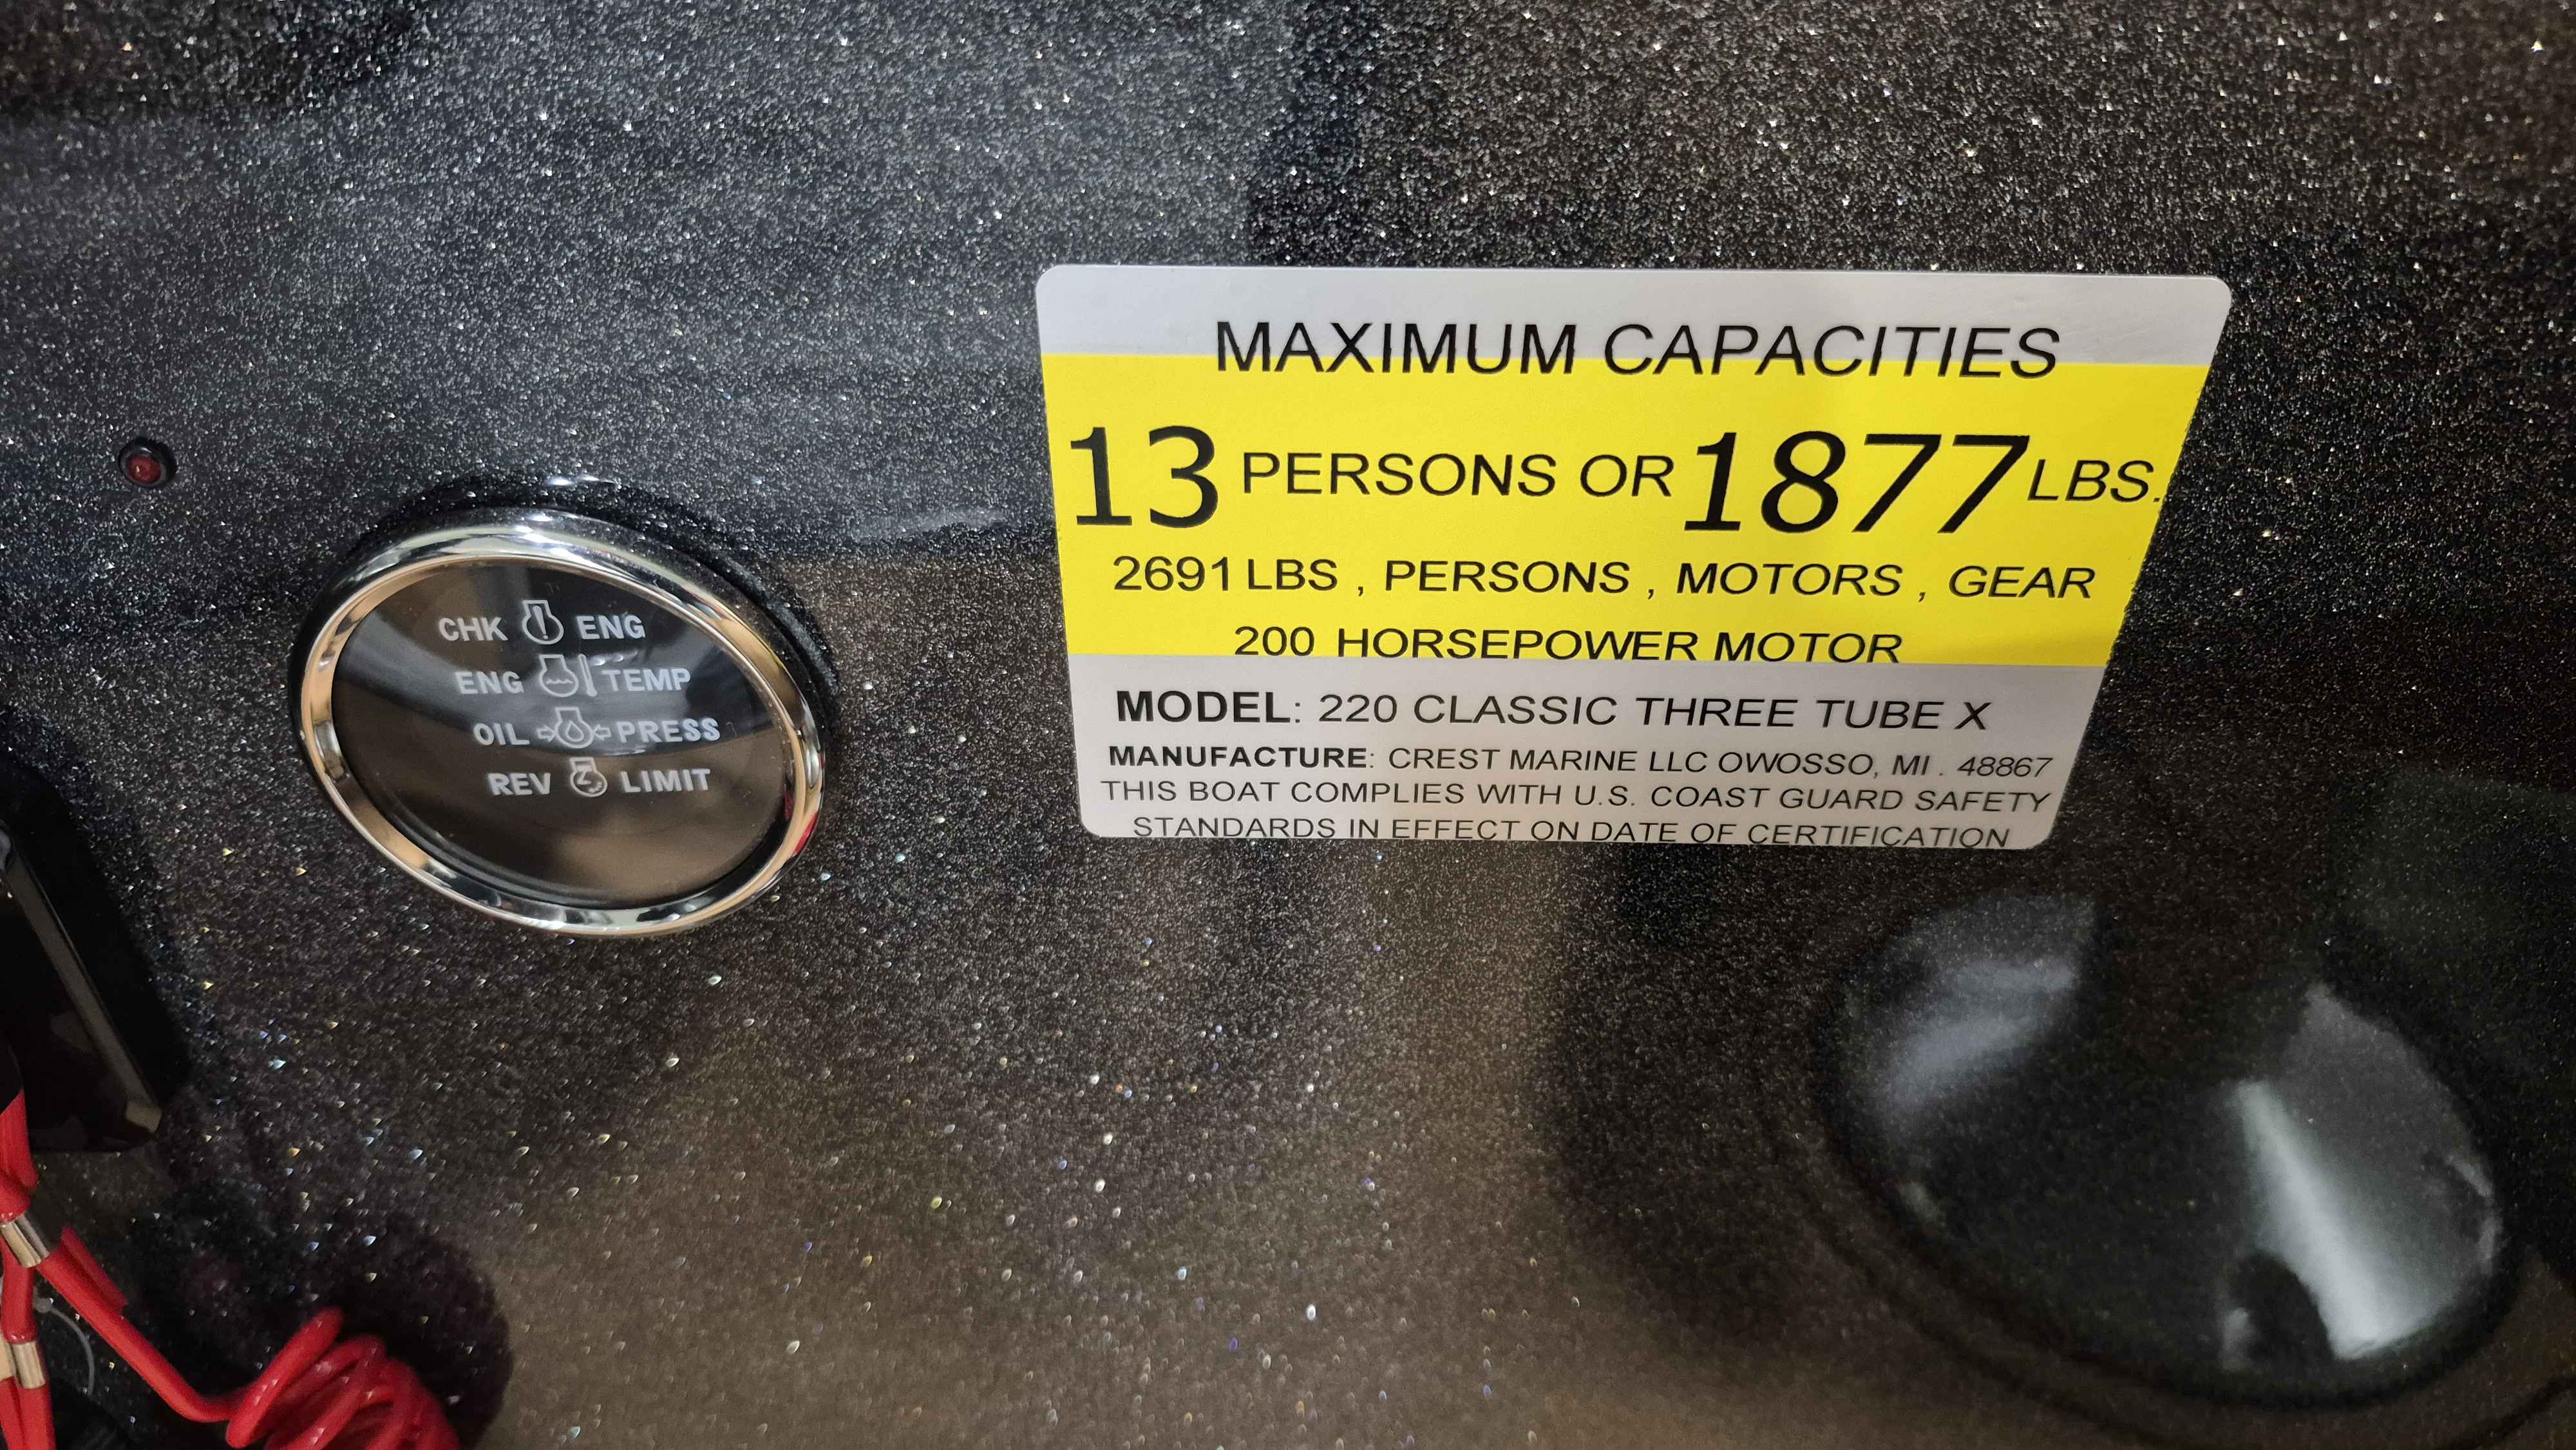 MAXIMUM CAPACITIES
13 PERSONS OR 1877 LBS.
2691 LBS , PERSONS , MOTORS , GEAR
200 HORSEPOWER MOTOR
MODEL: 220 CLASSIC THREE TUBE X
MANUFACTURE: CREST MARINE LLC OWOSSO, MI . 48867
THIS BOAT COMPLIES WITH U.S. COAST GUARD SAFETY
STANDARDS IN EFFECT ON DATE OF CERTIFICATION
CHK ENG
ENG TEMP
OIL PRESS
REV LIMIT